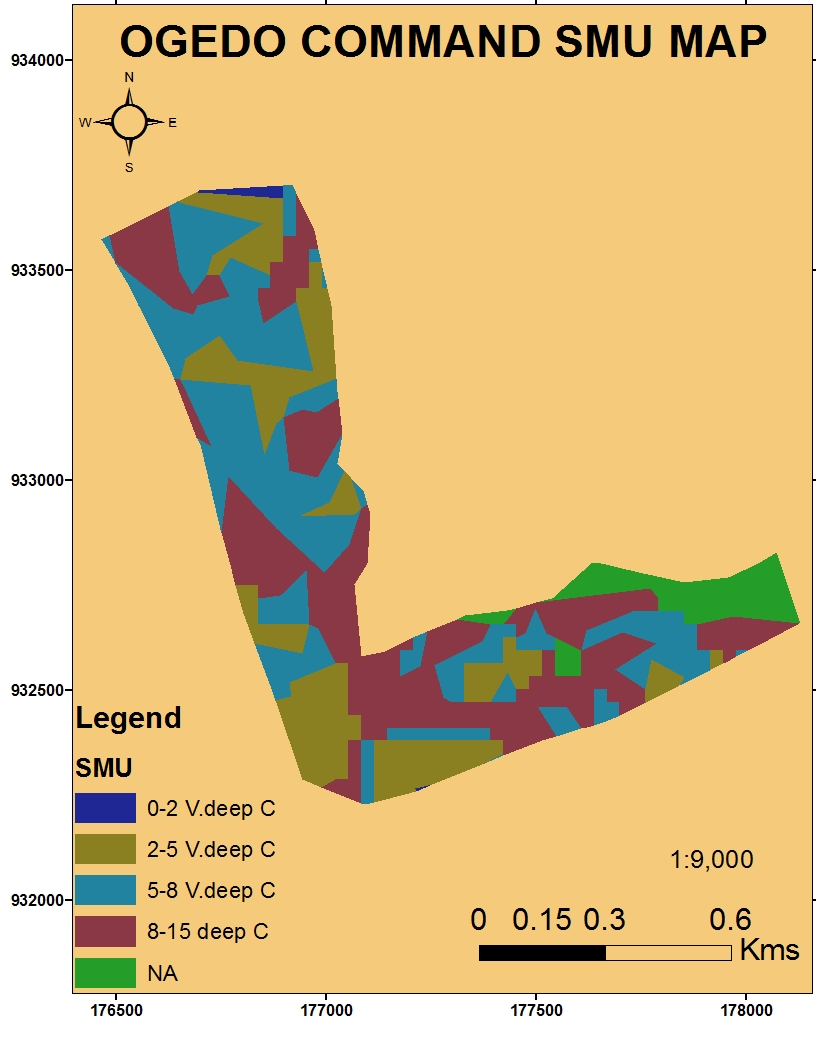 OGEDO COMMAND SMU MAP
934000
N
W E
S
933500
933000
932500
Legend
SMU
0-2 V.deep C
2-5 V.deep C
1:9,000
5-8 V.deep C
932000
0 0.15 0.3 0.6
8-15 deep C
Kms
NA
176500 177000 177500 178000